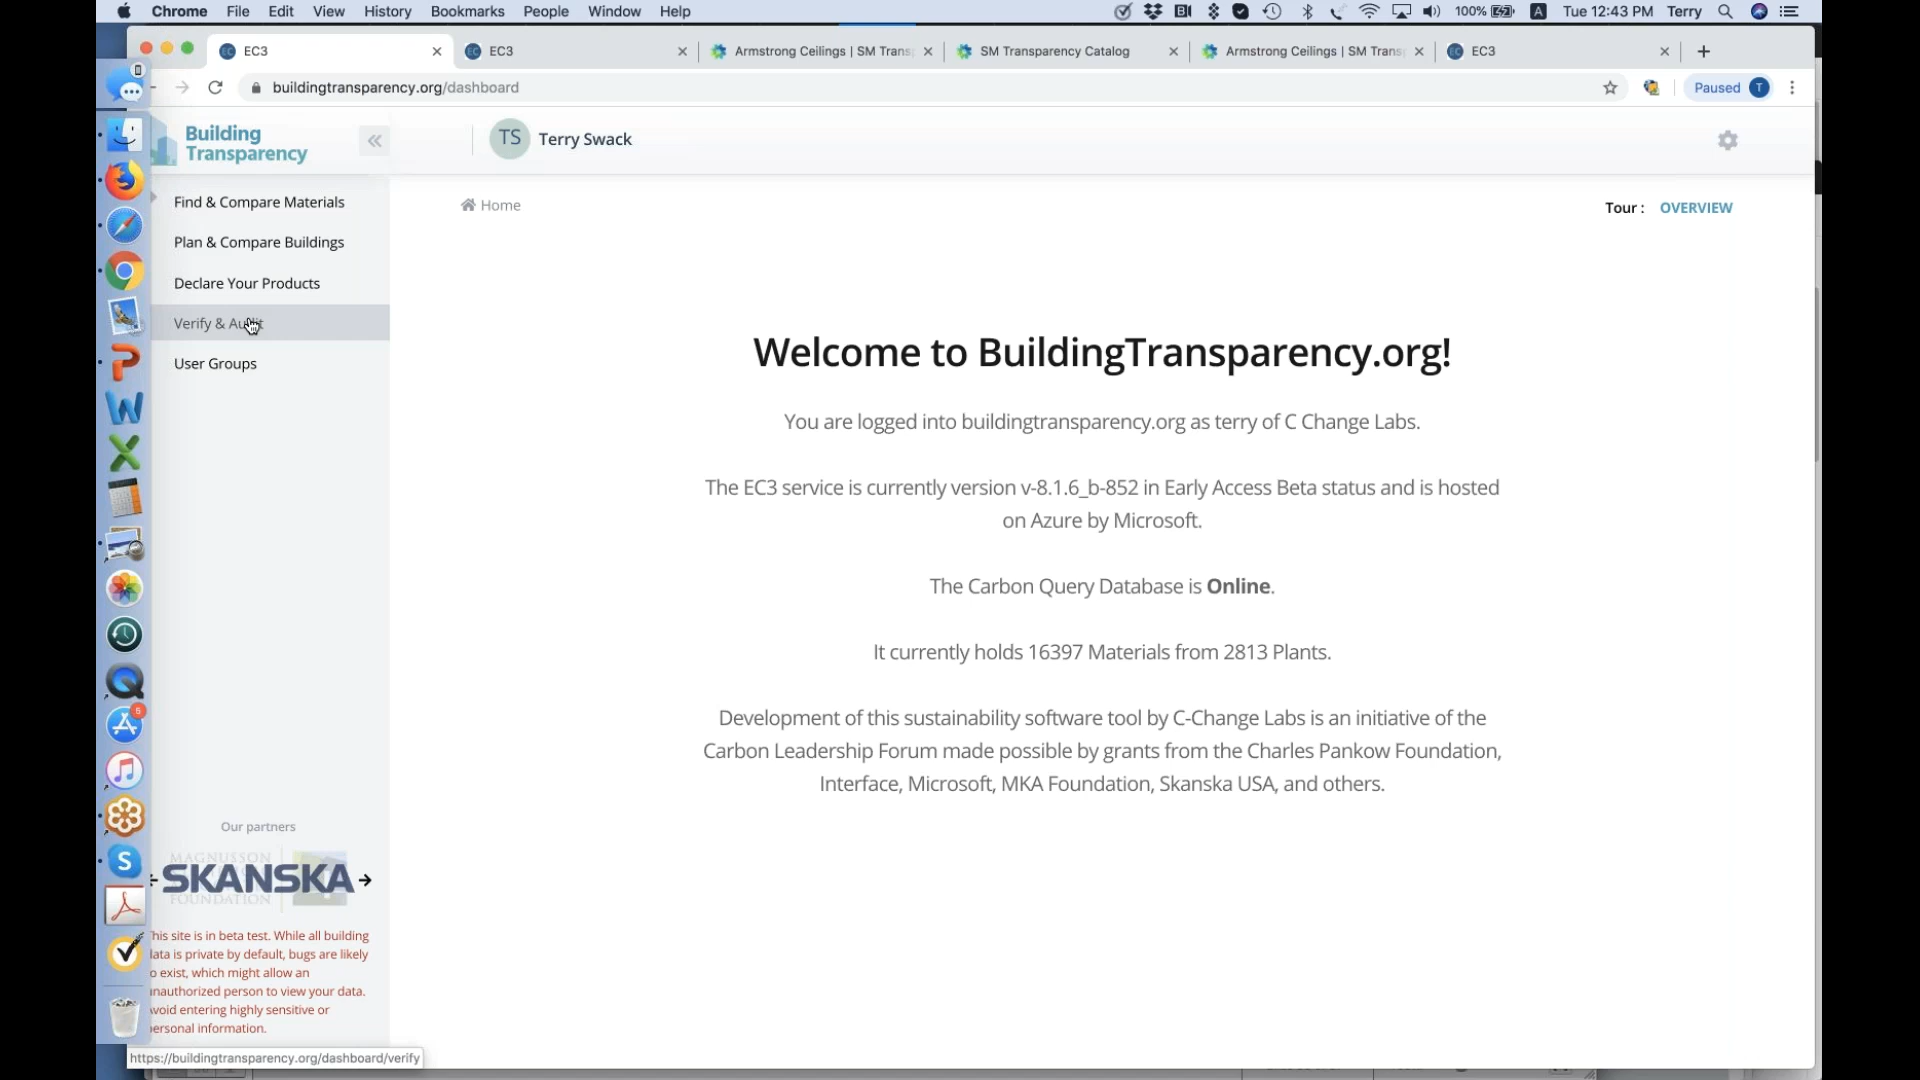 Chrome File Edit View History Bookmarks People Window Help 100% Tue 12:43 PM Terry
EC3 EC3 Armstrong Ceilings | SM Trans SM Transparency Catalog Armstrong Ceilings | SM Trans EC3
buildingtransparency.org/dashboard Paused T
Building
Transparency
TS Terry Swack
Find & Compare Materials
Plan & Compare Buildings
Declare Your Products
Verify & Audit
User Groups
Home
Tour : OVERVIEW
Welcome to BuildingTransparency.org!
You are logged into buildingtransparency.org as terry of C Change Labs.
The EC3 service is currently version v-8.1.6_b-852 in Early Access Beta status and is hosted
on Azure by Microsoft.
The Carbon Query Database is Online.
It currently holds 16397 Materials from 2813 Plants.
Development of this sustainability software tool by C-Change Labs is an initiative of the
Carbon Leadership Forum made possible by grants from the Charles Pankow Foundation,
Interface, Microsoft, MKA Foundation, Skanska USA, and others.
Our partners
MAGNUSSON
SKANSKA
FOUNDATION
his site is in beta test. While all building
data is private by default, bugs are likely
o exist, which might allow an
unauthorized person to view your data.
Avoid entering highly sensitive or
personal information.
https://buildingtransparency.org/dashboard/verify